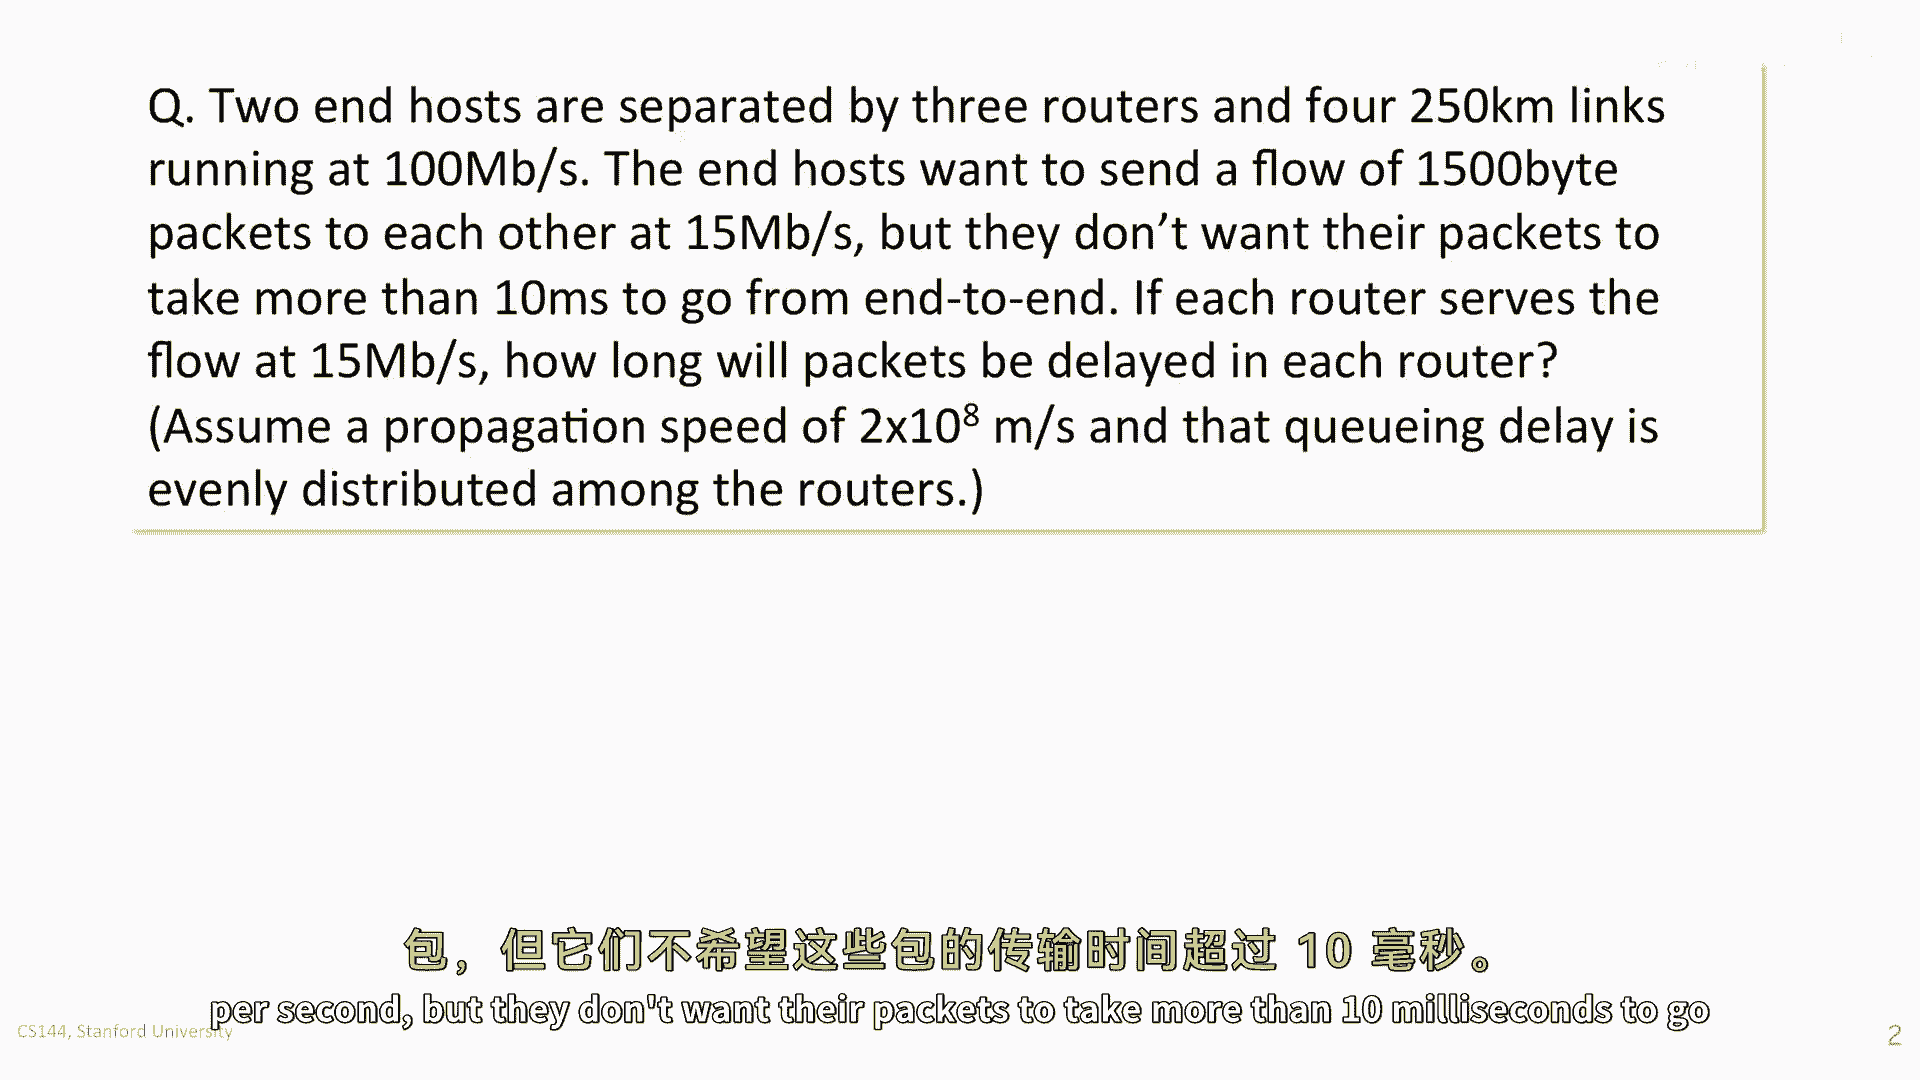 Q. Two end hosts are separated by three routers and four 250km links
running at 100Mb/s. The end hosts want to send a flow of 1500byte
packets to each other at 15Mb/s, but they don’t want their packets to
take more than 10ms to go from end-to-end. If each router serves the
flow at 15Mb/s, how long will packets be delayed in each router?
(Assume a propagation speed of 2x10⁸ m/s and that queueing delay is
evenly distributed among the routers.)
包，但它们不希望这些包的传输时间超过 10 毫秒。
per second, but they don't want their packets to take more than 10 milliseconds to go
CS144, Stanford University
2